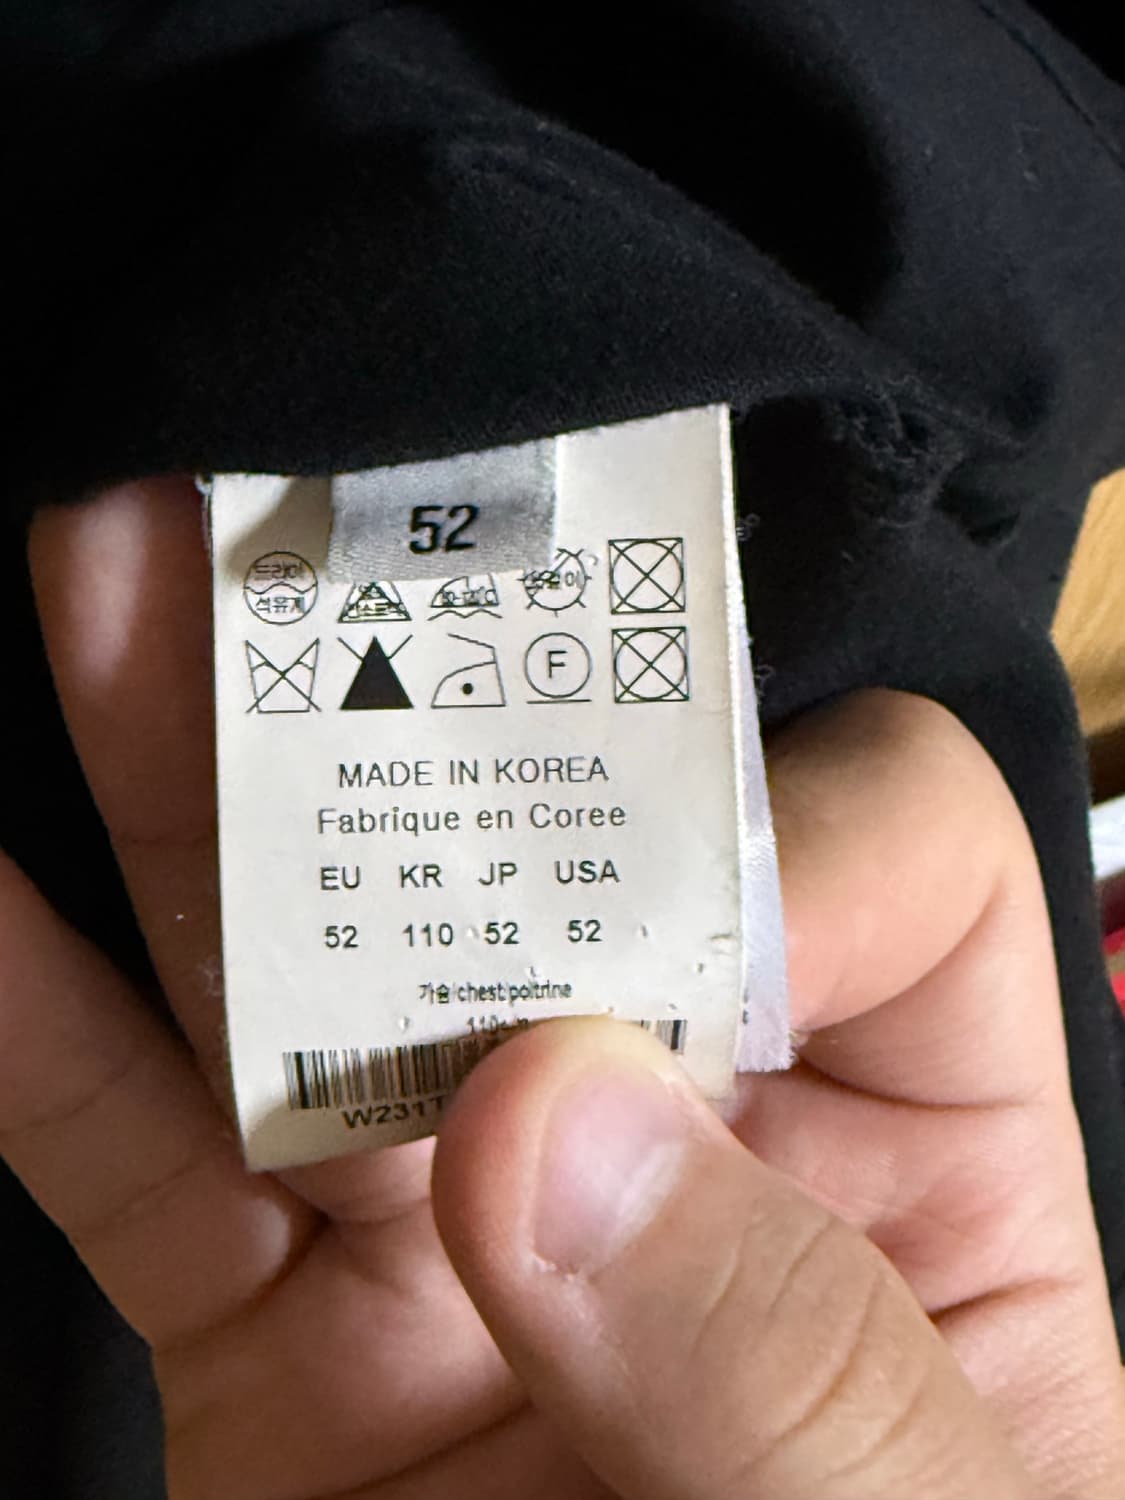 52
드라이
석유계
F
MADE IN KOREA
Fabrique en Coree
EU KR JP USA
52 110 52 52
가슴/chest poitrine
W231T